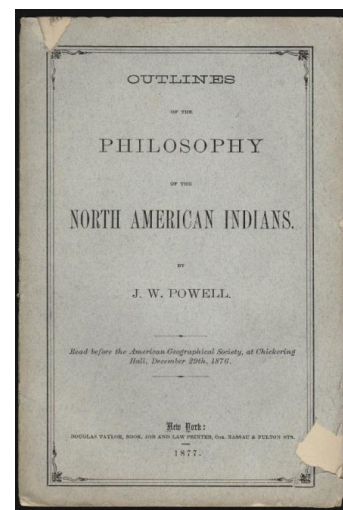 OUTLINES
OF THE
PHILOSOPHY
OF THE
NORTH AMERICAN INDIANS.
BY
J. W. POWELL.
Read before the American Geographical Society, at Chickering
Hall, December 29th, 1876.
New York:
DOUGLAS TAYLOR, BOOK, JOB AND LAW PRINTER, Cor. NASSAU & FULTON STS.
1877.